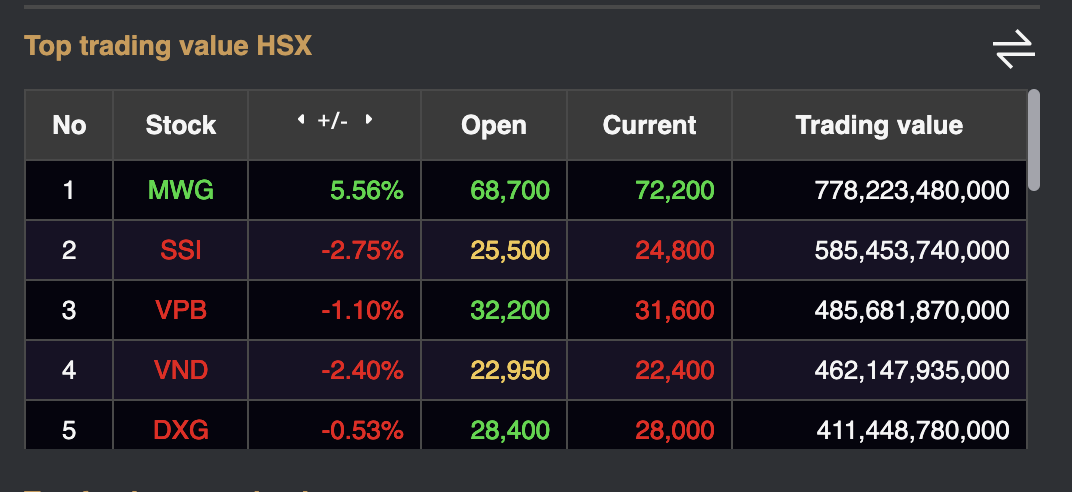 Top trading value HSX
No Stock +/- Open Current Trading value
1 MWG 5.56% 68,700 72,200 778,223,480,000
2 SSI -2.75% 25,500 24,800 585,453,740,000
3 VPB -1.10% 32,200 31,600 485,681,870,000
4 VND -2.40% 22,950 22,400 462,147,935,000
5 DXG -0.53% 28,400 28,000 411,448,780,000